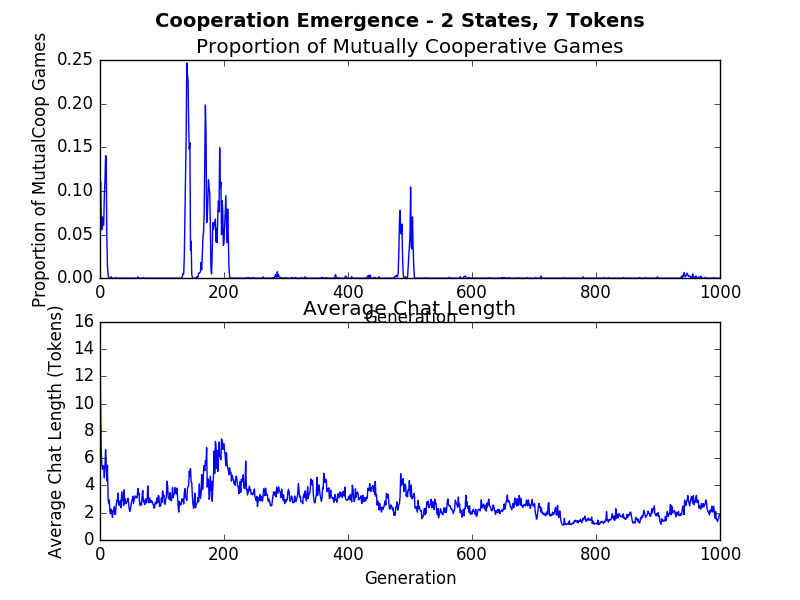 Cooperation Emergence - 2 States, 7 Tokens
Proportion of Mutually Cooperative Games
Proportion of MutualCoop Games
0.25
0.20
0.15
0.10
0.05
0.00
0 200 400 600 800 1000
Generation
Average Chat Length
Average Chat Length (Tokens)
16
14
12
10
8
6
4
2
0
0 200 400 600 800 1000
Generation